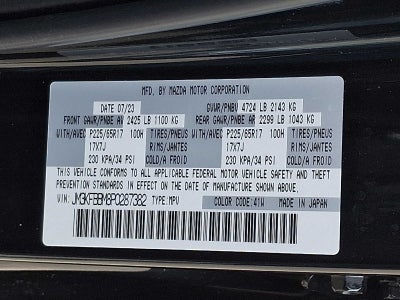 MFD. BY MAZDA MOTOR CORPORATION
DATE 07/23 GVWR/PNBV 4724 LB 2143 KG
FRONT GAWR/PNBE AV 2425 LB 1100 KG REAR GAWR/PNBE AR 2299 LB 1043 KG
WITH/AVEC P225/65R17 100H TIRES/PNEUS WITH/AVEC P225/65R17 100H TIRES/PNEUS
17X7J RIMS/JANTES 17X7J RIMS/JANTES
230 KPA/34 PSI COLD/A FROID 230 KPA/34 PSI COLD/A FROID
THIS VEHICLE CONFORMS TO ALL APPLICABLE FEDERAL MOTOR VEHICLE SAFETY AND THEFT
PREVENTION STANDARDS IN EFFECT ON THE DATE OF MANUFACTURE SHOWN ABOVE.
VIN: JM3KFBBM8P0287382 TYPE:MPV COLOR CODE:41W MADE IN JAPAN